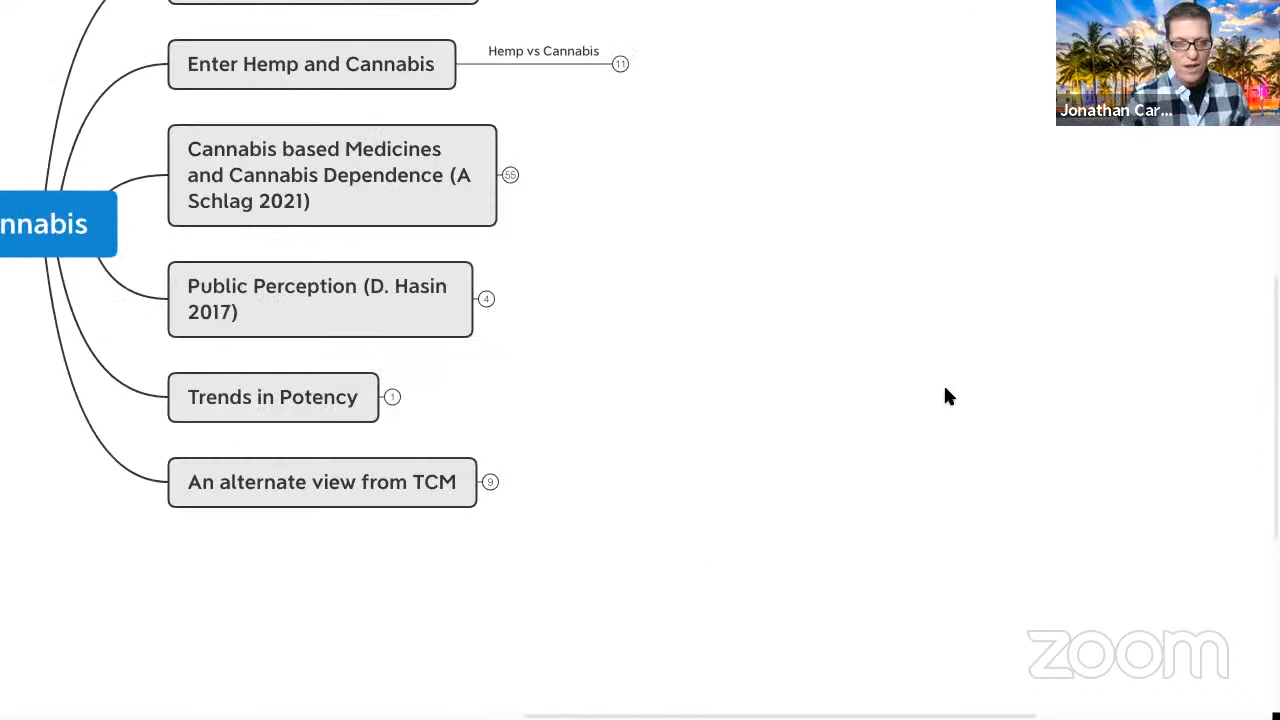 Hemp vs Cannabis
Enter Hemp and Cannabis
11
Jonathan Car...
Cannabis based Medicines
and Cannabis Dependence (A
Schlag 2021)
55
nnabis
Public Perception (D. Hasin
2017)
4
Trends in Potency
1
An alternate view from TCM
9
zoom